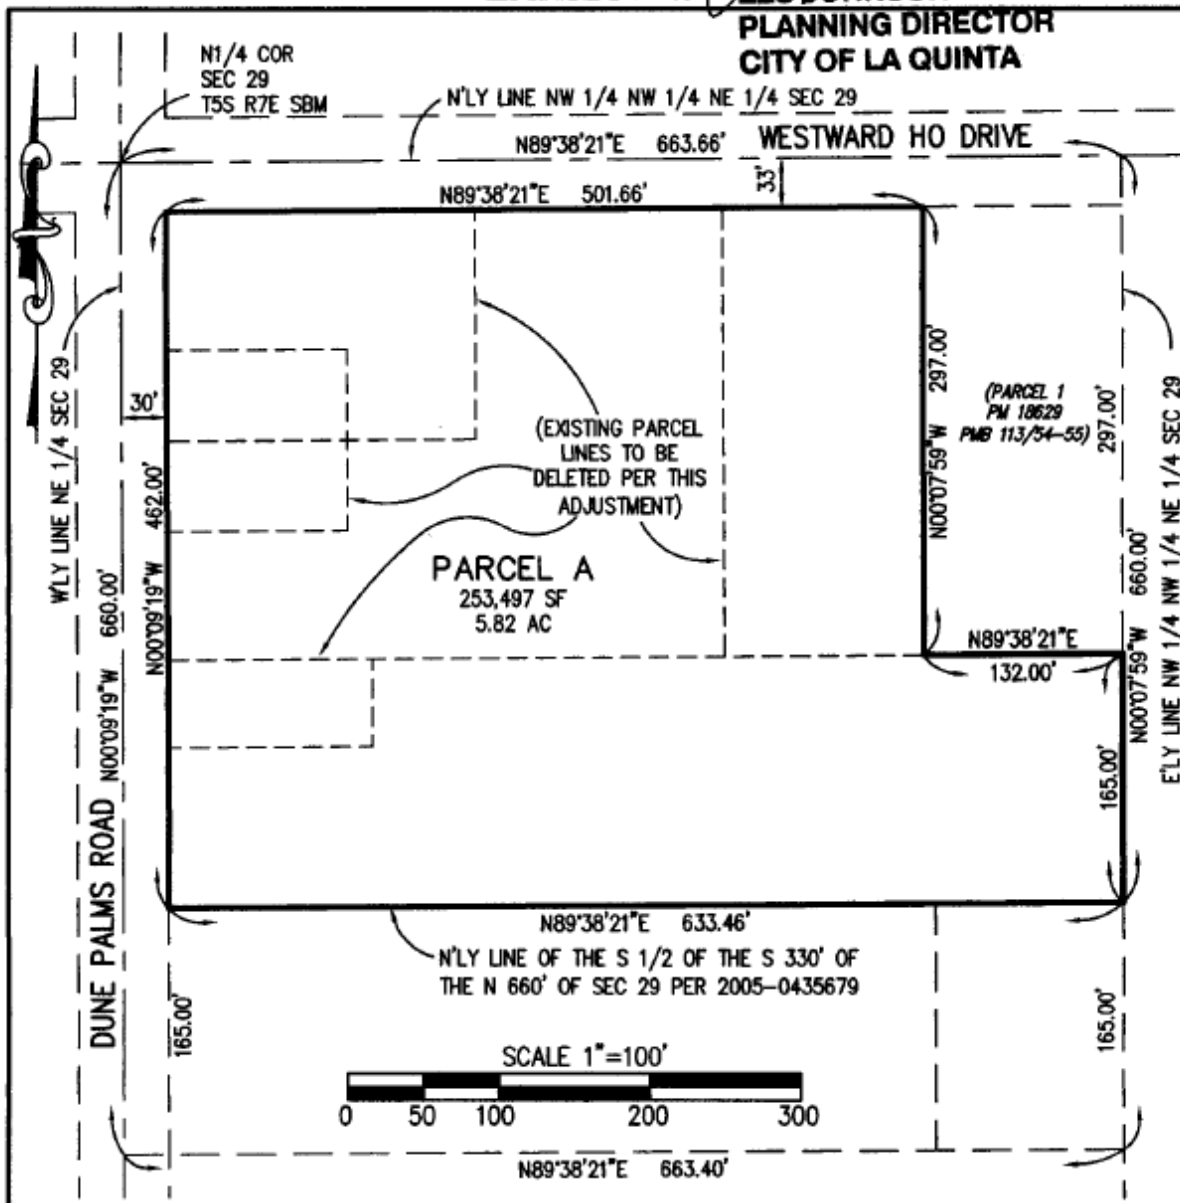 PLANNING DIRECTOR
CITY OF LA QUINTA
N1/4 COR
SEC 29
T5S R7E SBM
N'LY LINE NW 1/4 NW 1/4 NE 1/4 SEC 29
N89°38'21"E 663.66'
WESTWARD HO DRIVE
33'
N89°38'21"E 501.66'
W'LY LINE NE 1/4 SEC 29
30'
N00°09'19"W 462.00'
N00°09'19"W 660.00'
DUNE PALMS ROAD
(EXISTING PARCEL
LINES TO BE
DELETED PER THIS
ADJUSTMENT)
N00°07'59"W 297.00'
(PARCEL 1
PM 18629
PMB 113/54-55)
297.00'
E'LY LINE NW 1/4 NW 1/4 NE 1/4 SEC 29
N00°07'59"W 660.00'
PARCEL A
253,497 SF
5.82 AC
N89°38'21"E
132.00'
165.00'
N89°38'21"E 633.46'
N'LY LINE OF THE S 1/2 OF THE S 330' OF
THE N 660' OF SEC 29 PER 2005-0435679
165.00'
165.00'
SCALE 1"=100'
0 50 100 200 300
N89°38'21"E 663.40'